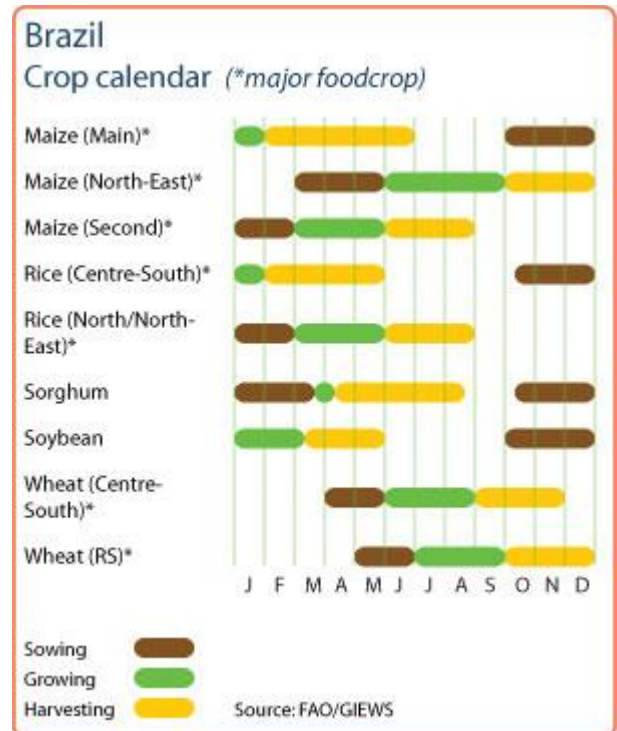 Brazil
Crop calendar (*major foodcrop)
Maize (Main)*
Maize (North-East)*
Maize (Second)*
Rice (Centre-South)*
Rice (North/North-
East)*
Sorghum
Soybean
Wheat (Centre-
South)*
Wheat (RS)*
J F M A M J J A S O N D
Sowing
Growing
Harvesting
Source: FAO/GIEWS